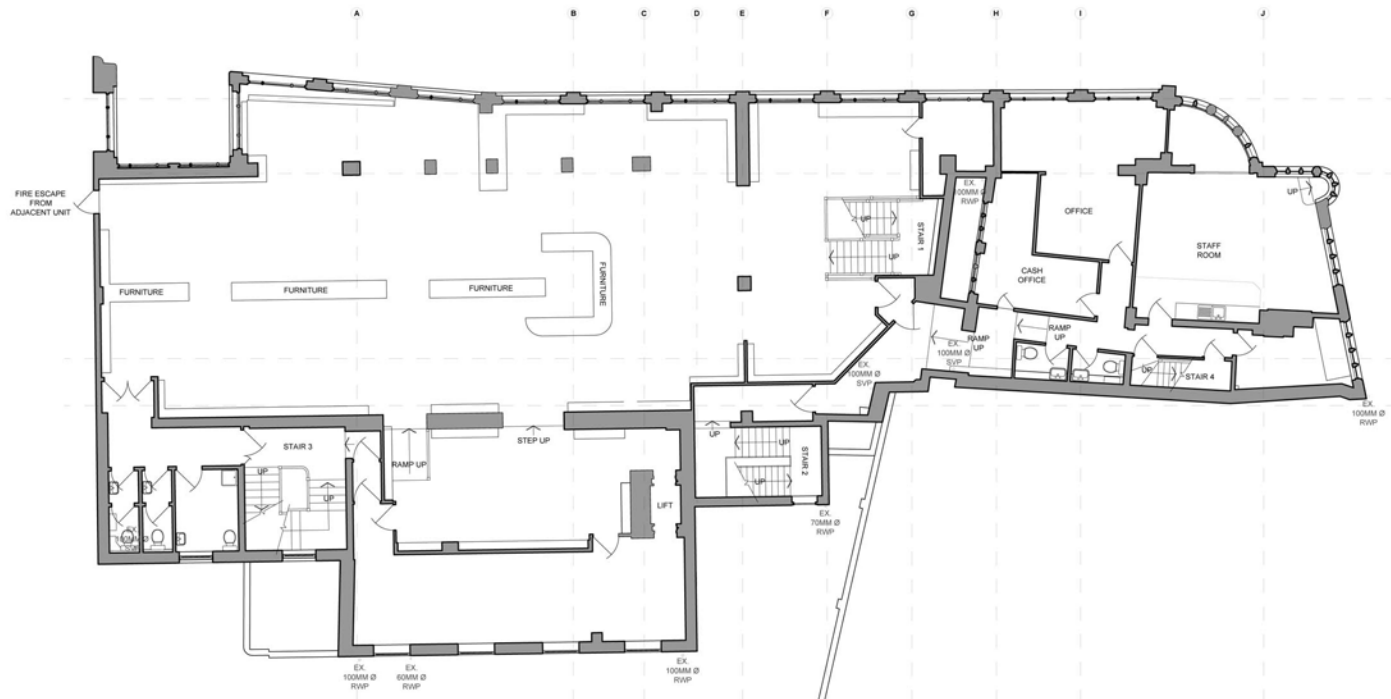 A
B
C
D
E
F
G
H
I
J
FIRE ESCAPE
FROM
ADJACENT UNIT
EX.
100MM Ø
RWP
UP
UP
STAIR 1
UP
OFFICE
STAFF
ROOM
CASH
OFFICE
FURNITURE
FURNITURE
FURNITURE
FURNITURE
RAMP
UP
RAMP
UP
EX.
100MM Ø
SVP
EX.
100MM Ø
SVP
UP
STAIR 4
EX.
100MM Ø
RWP
STAIR 3
UP
UP
RAMP UP
STEP UP
UP
UP
UP
STAIR 2
LIFT
EX.
100MM Ø
SVP
EX.
70MM Ø
RWP
EX.
100MM Ø
RWP
EX.
60MM Ø
RWP
EX.
100MM Ø
RWP